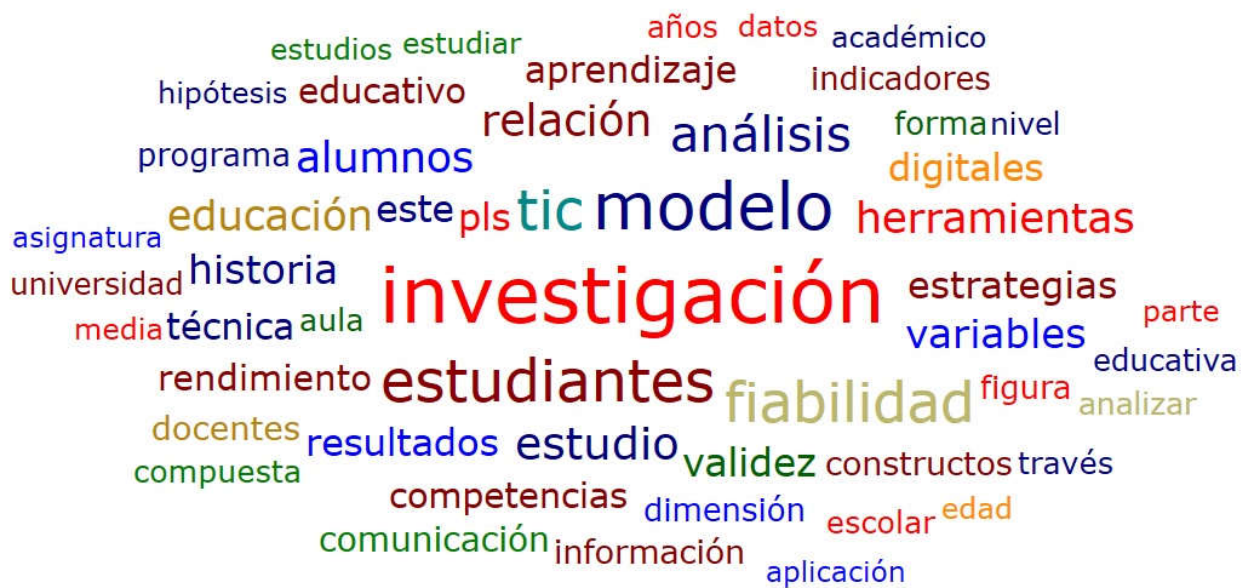 años datos académico
estudios estudiar
aprendizaje indicadores
hipótesis educativo
relación análisis forma nivel
programa alumnos digitales
educación este pls tic modelo herramientas
asignatura
universidad historia investigación estrategias
media técnica aula variables parte
educativa
rendimiento estudiantes fiabilidad figura analizar
docentes resultados estudio validez constructos través
compuesta
competencias dimensión escolar edad
comunicación información
aplicación